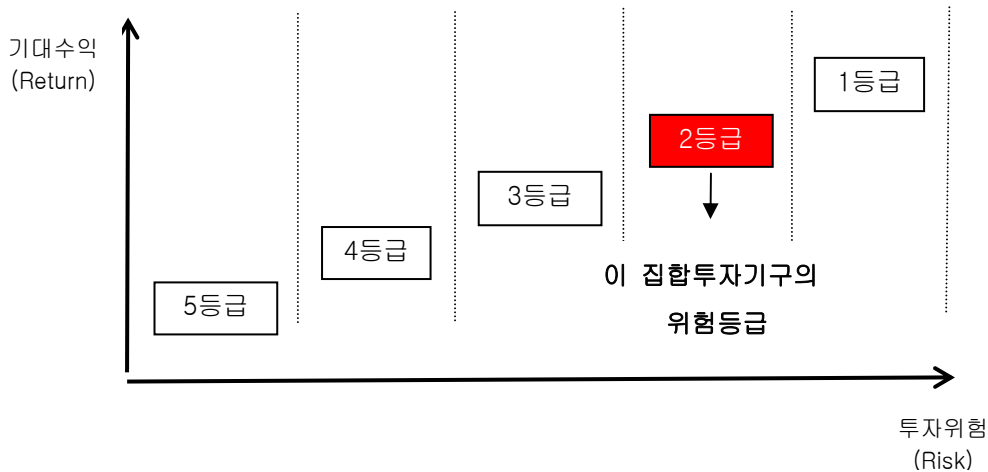 기대수익
(Return)
1등급
2등급
3등급
4등급
5등급
이 집합투자기구의
위험등급
투자위험
(Risk)